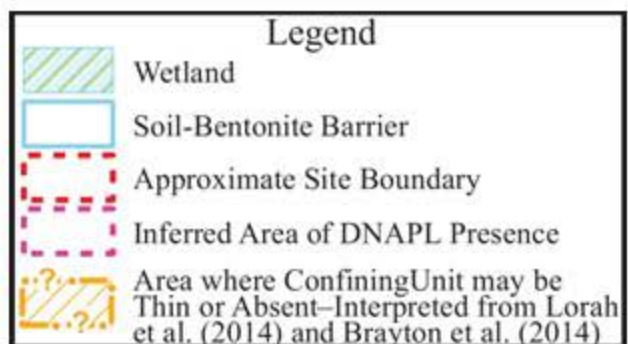 Legend
Wetland
Soil-Bentonite Barrier
Approximate Site Boundary
Inferred Area of DNAPL Presence
?
Area where ConfiningUnit may be
Thin or Absent–Interpreted from Lorah
?
et al. (2014) and Brayton et al. (2014)